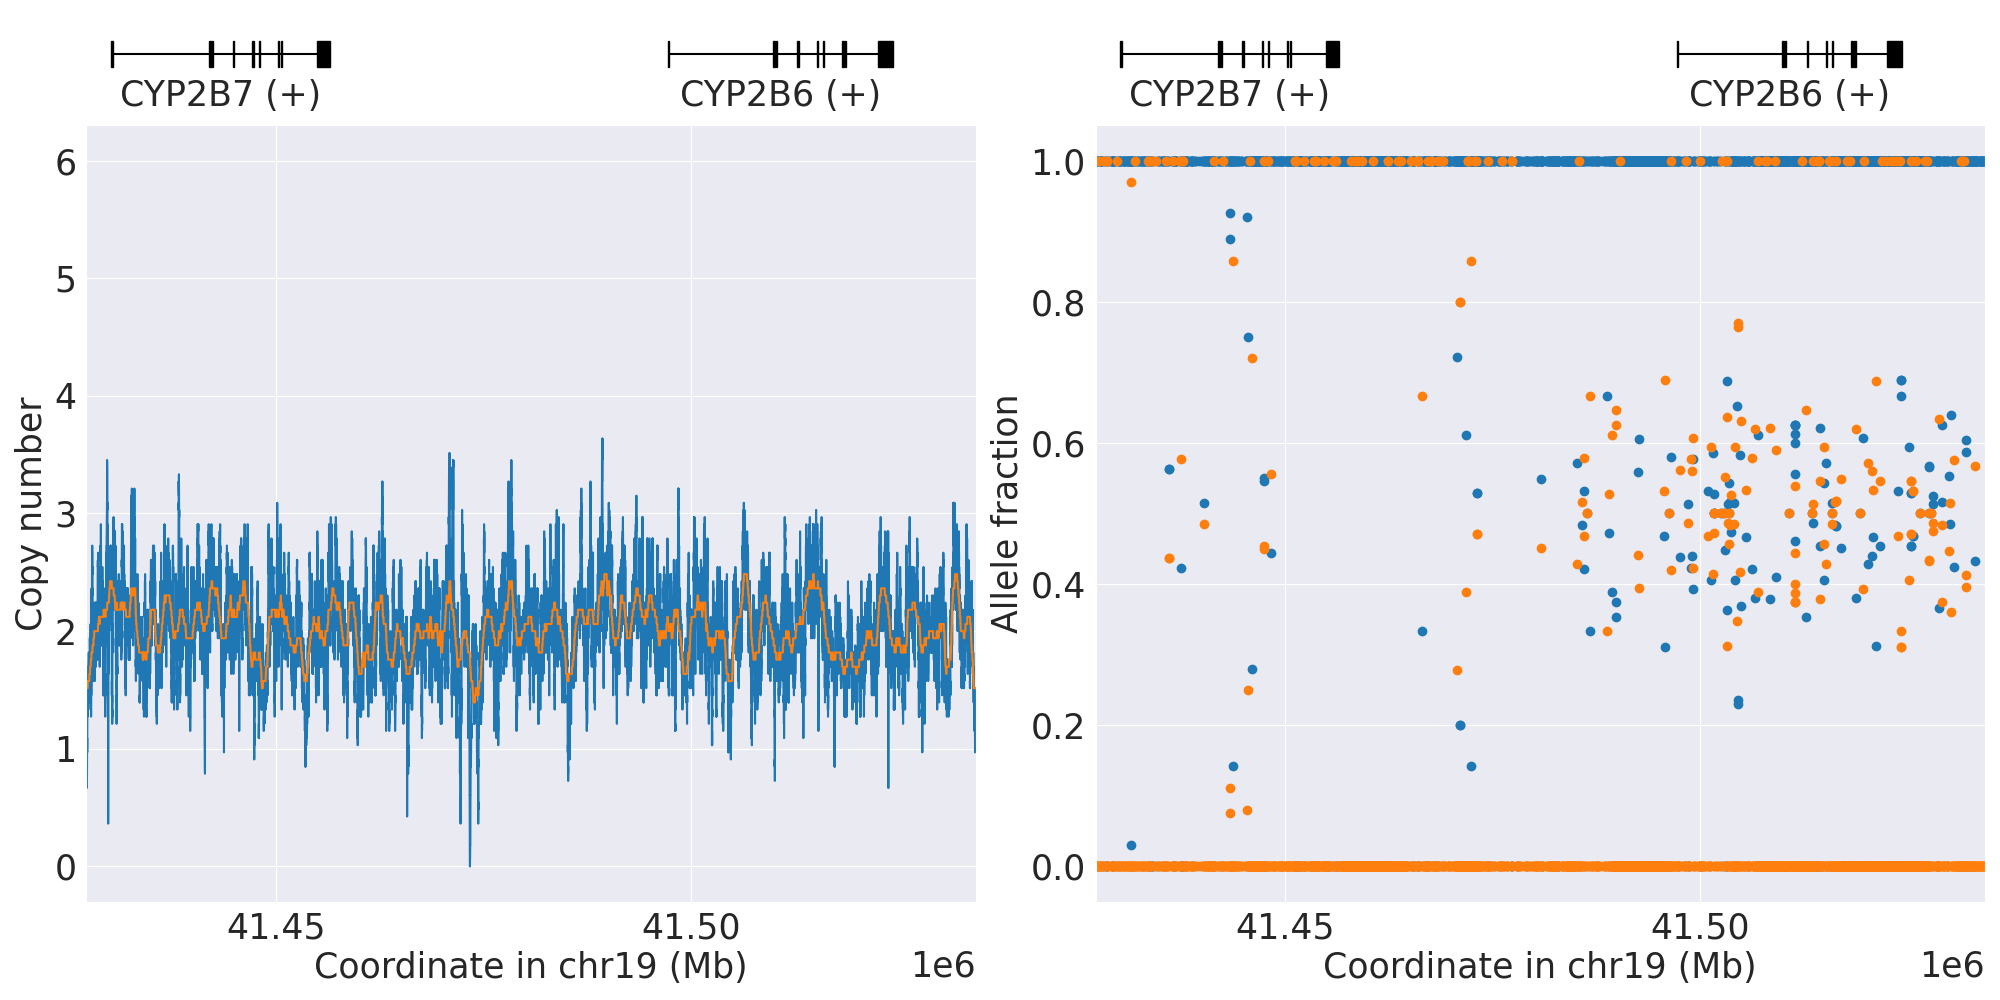 CYP2B7 (+)
CYP2B6 (+)
6
5
4
3
2
1
0
Copy number
41.45
41.50
Coordinate in chr19 (Mb)
1e6
CYP2B7 (+)
CYP2B6 (+)
1.0
0.8
0.6
0.4
0.2
0.0
Allele fraction
41.45
41.50
Coordinate in chr19 (Mb)
1e6